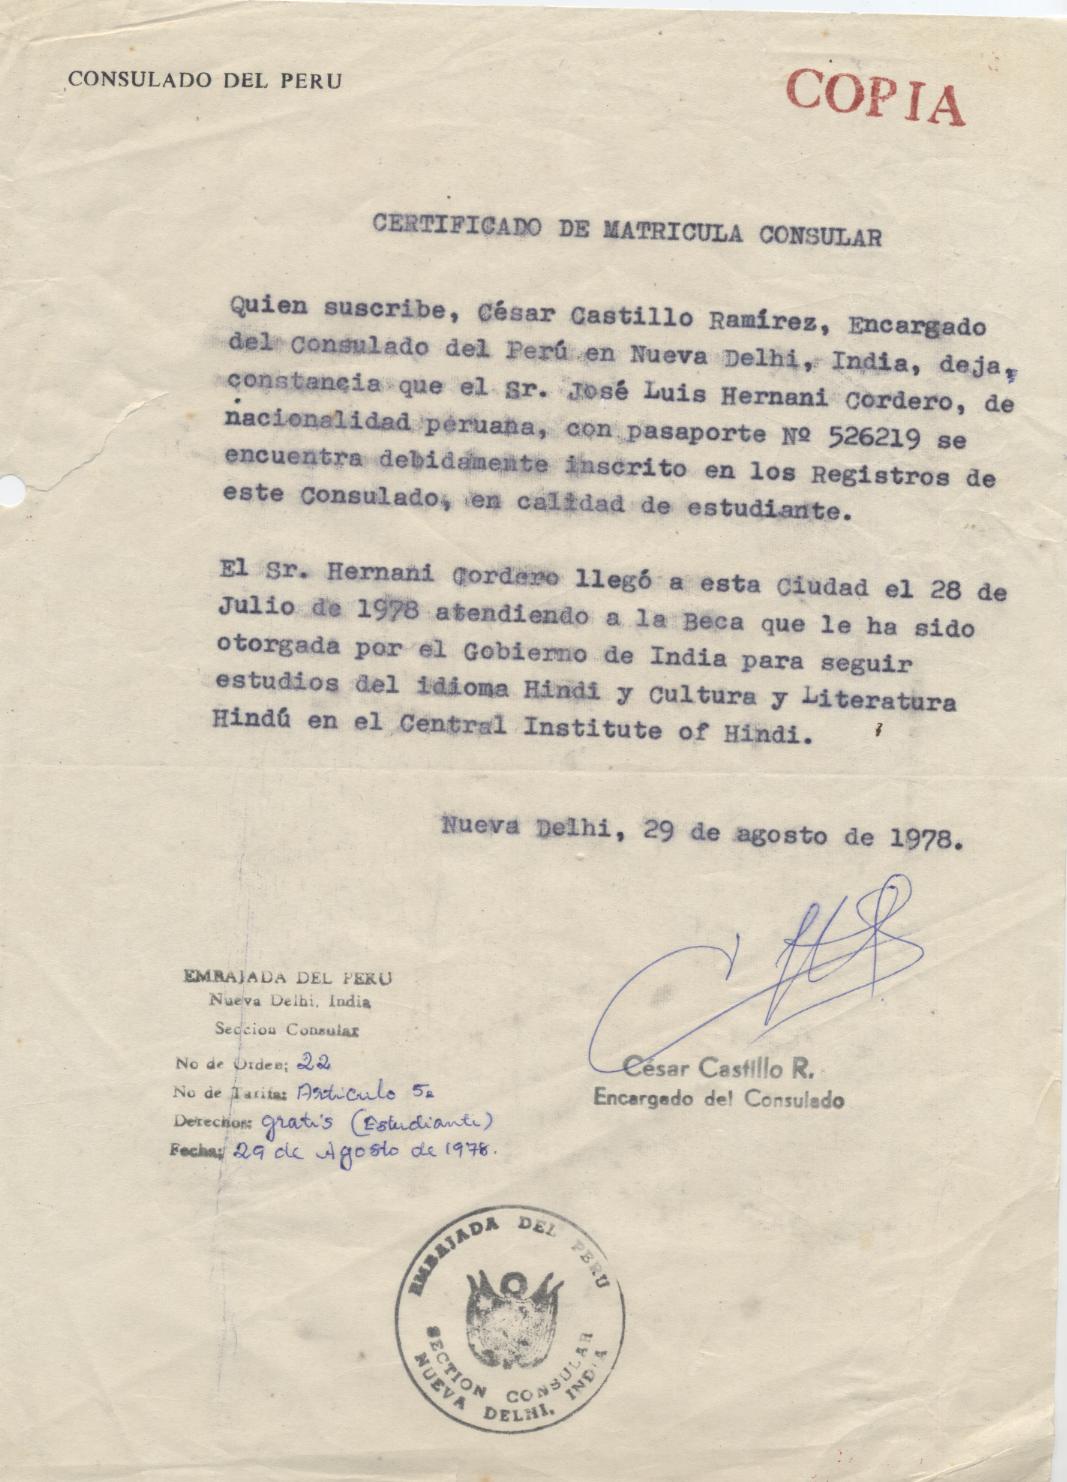 CONSULADO DEL PERU
COPIA
CERTIFICADO DE MATRICULA CONSULAR
Quien suscribe, César Castillo Ramírez, Encargado
del Consulado del Perú en Nueva Delhi, India, deja,
constancia que el Sr. José Luis Hernani Cordero, de
nacionalidad peruana, con pasaporte Nº 526219 se
encuentra debidamente inscrito en los Registros de
este Consulado, en calidad de estudiante.
El Sr. Hernani Cordero llegó a esta Ciudad el 28 de
Julio de 1978 atendiendo a la Beca que le ha sido
otorgada por el Gobierno de India para seguir
estudios del idioma Hindi y Cultura y Literatura
Hindú en el Central Institute of Hindi.
Nueva Delhi, 29 de agosto de 1978.
EMBAJADA DEL PERU
Nueva Delhi, India
Seccion Consular
No de Orden; 22
No de Tarifa: Artículo 5a
Derechos: gratis (Estudiante)
Fecha; 29 de Agosto de 1978.
César Castillo R.
Encargado del Consulado
EMBAJADA DEL PERU
SECTION CONSULAR
NUEVA DELHI, INDIA